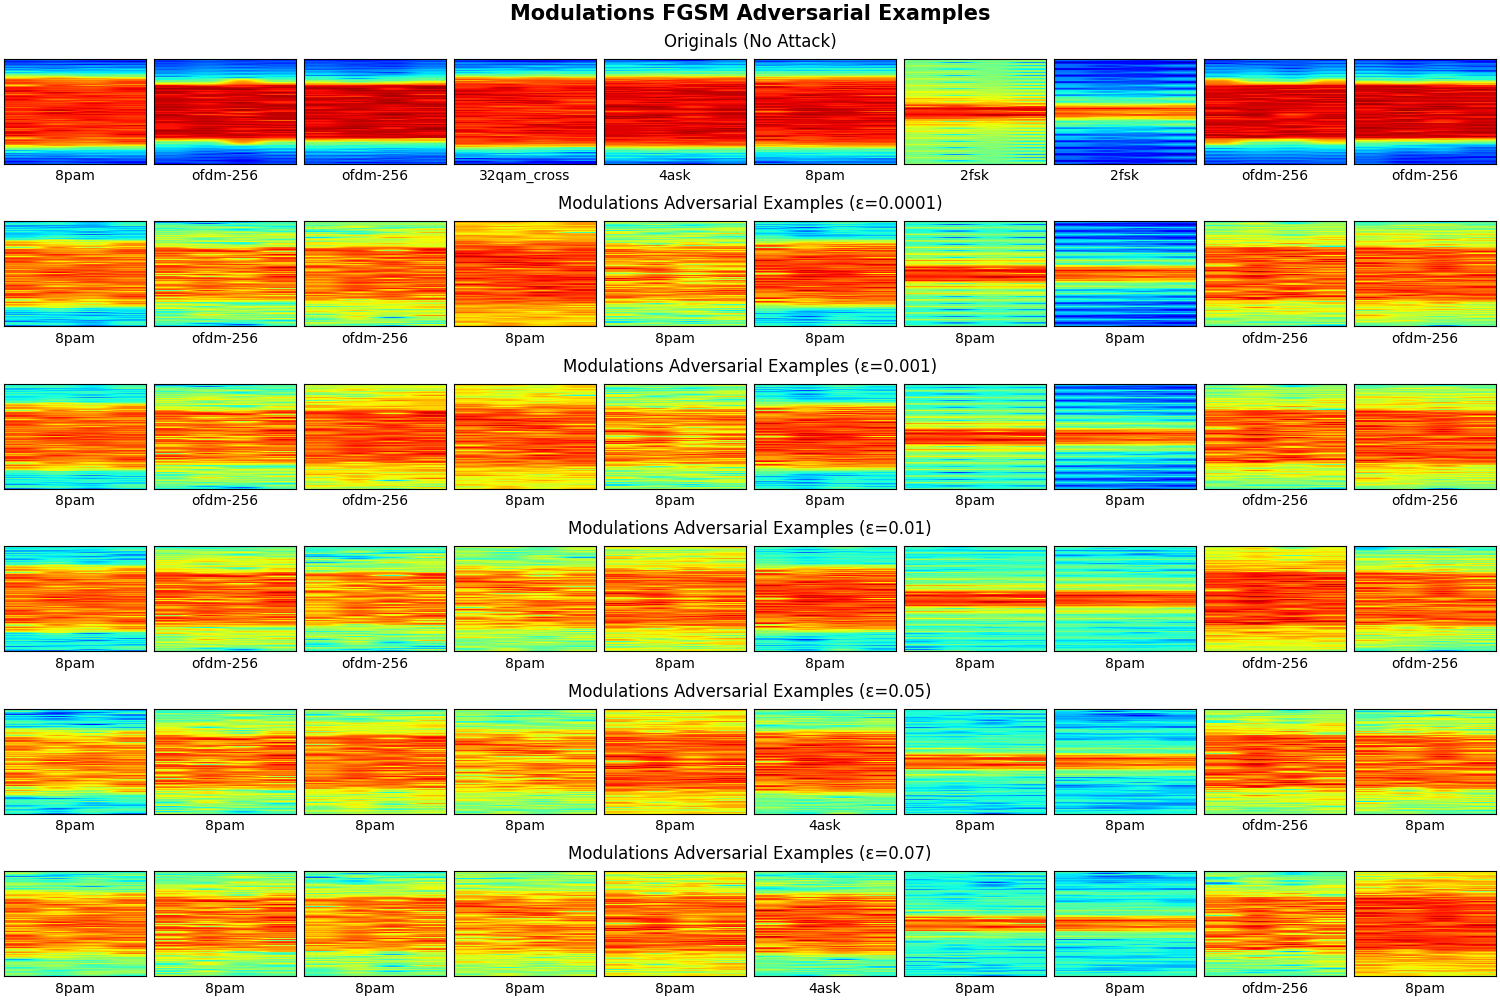 Modulations FGSM Adversarial Examples
Originals (No Attack)
8pam ofdm-256 ofdm-256 32qam_cross 4ask 8pam 2fsk 2fsk ofdm-256 ofdm-256
Modulations Adversarial Examples (ε=0.0001)
8pam ofdm-256 ofdm-256 8pam 8pam 8pam 8pam 8pam ofdm-256 ofdm-256
Modulations Adversarial Examples (ε=0.001)
8pam ofdm-256 ofdm-256 8pam 8pam 8pam 8pam 8pam ofdm-256 ofdm-256
Modulations Adversarial Examples (ε=0.01)
8pam ofdm-256 ofdm-256 8pam 8pam 8pam 8pam 8pam ofdm-256 ofdm-256
Modulations Adversarial Examples (ε=0.05)
8pam 8pam 8pam 8pam 8pam 4ask 8pam 8pam ofdm-256 8pam
Modulations Adversarial Examples (ε=0.07)
8pam 8pam 8pam 8pam 8pam 4ask 8pam 8pam ofdm-256 8pam